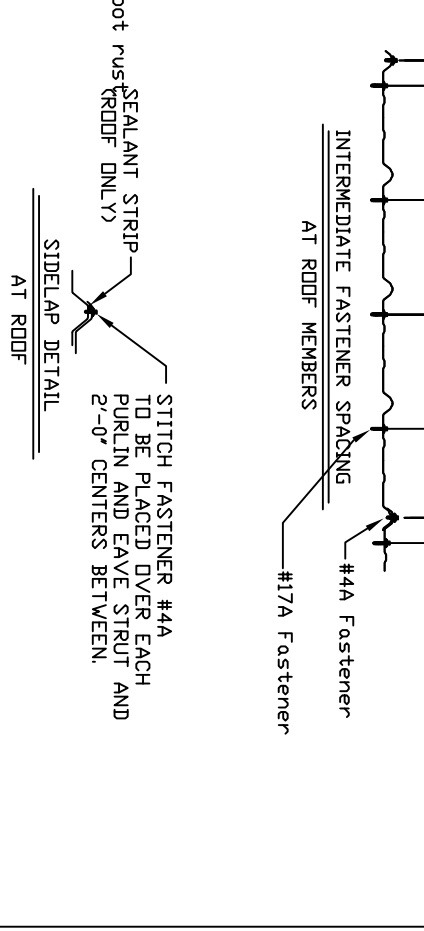 INTERMEDIATE FASTENER SPACING
AT ROOF MEMBERS
#4A Fastener
#17A Fastener
STITCH FASTENER #4A
TO BE PLACED OVER EACH
PURLIN AND EAVE STRUT AND
2'-0" CENTERS BETWEEN.
SEALANT STRIP
(ROOF ONLY)
oot rust
SIDELAP DETAIL
AT ROOF